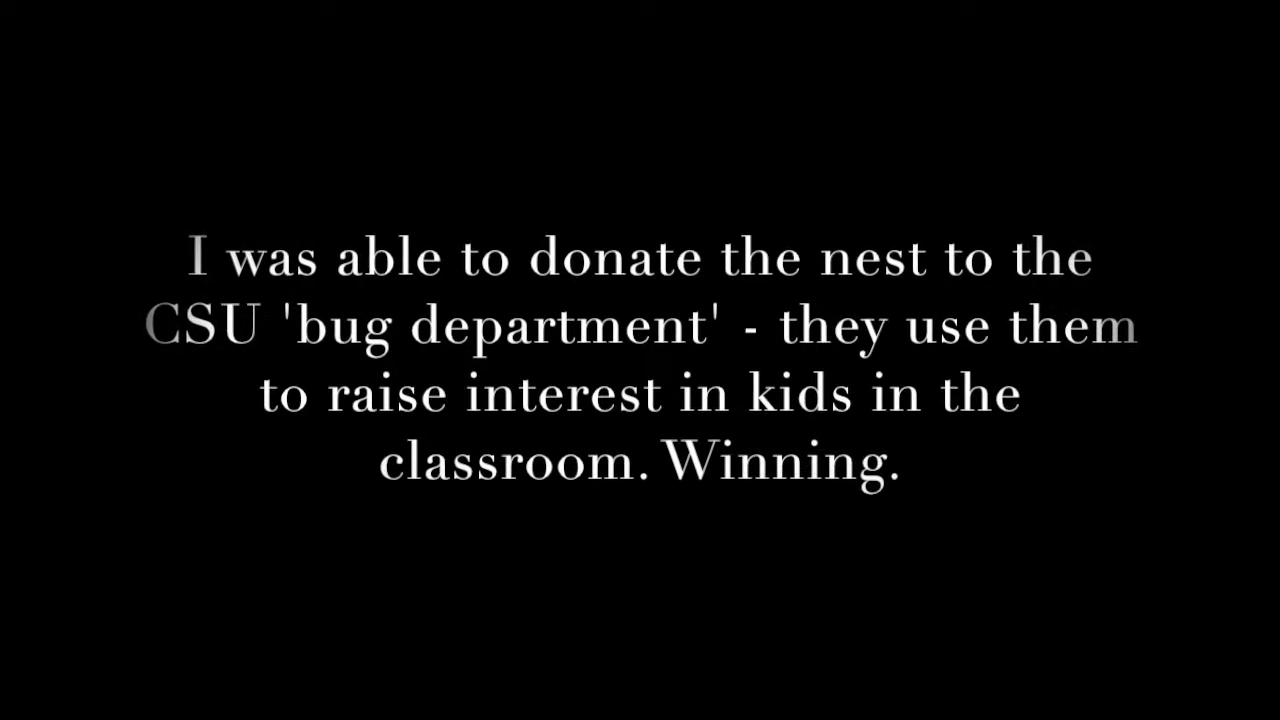 I was able to donate the nest to the
CSU 'bug department' - they use them
to raise interest in kids in the
classroom. Winning.